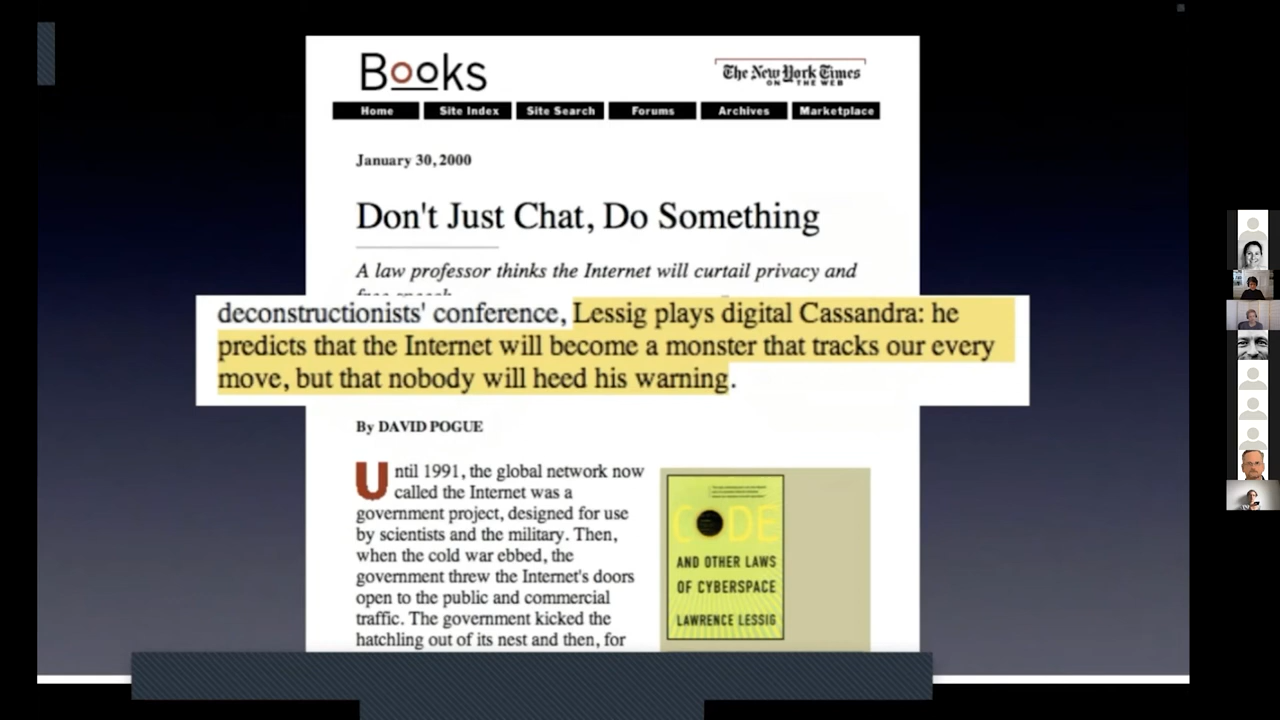 Books
The New York Times
ON THE WEB
Home Site Index Site Search Forums Archives Marketplace
January 30, 2000
Don't Just Chat, Do Something
A law professor thinks the Internet will curtail privacy and
free speech
deconstructionists' conference, Lessig plays digital Cassandra: he
predicts that the Internet will become a monster that tracks our every
move, but that nobody will heed his warning.
By DAVID POGUE
Until 1991, the global network now
called the Internet was a
government project, designed for use
by scientists and the military. Then,
when the cold war ebbed, the
government threw the Internet's doors
open to the public and commercial
traffic. The government kicked the
hatchling out of its nest and then, for
CODE
AND OTHER LAWS
OF CYBERSPACE
LAWRENCE LESSIG